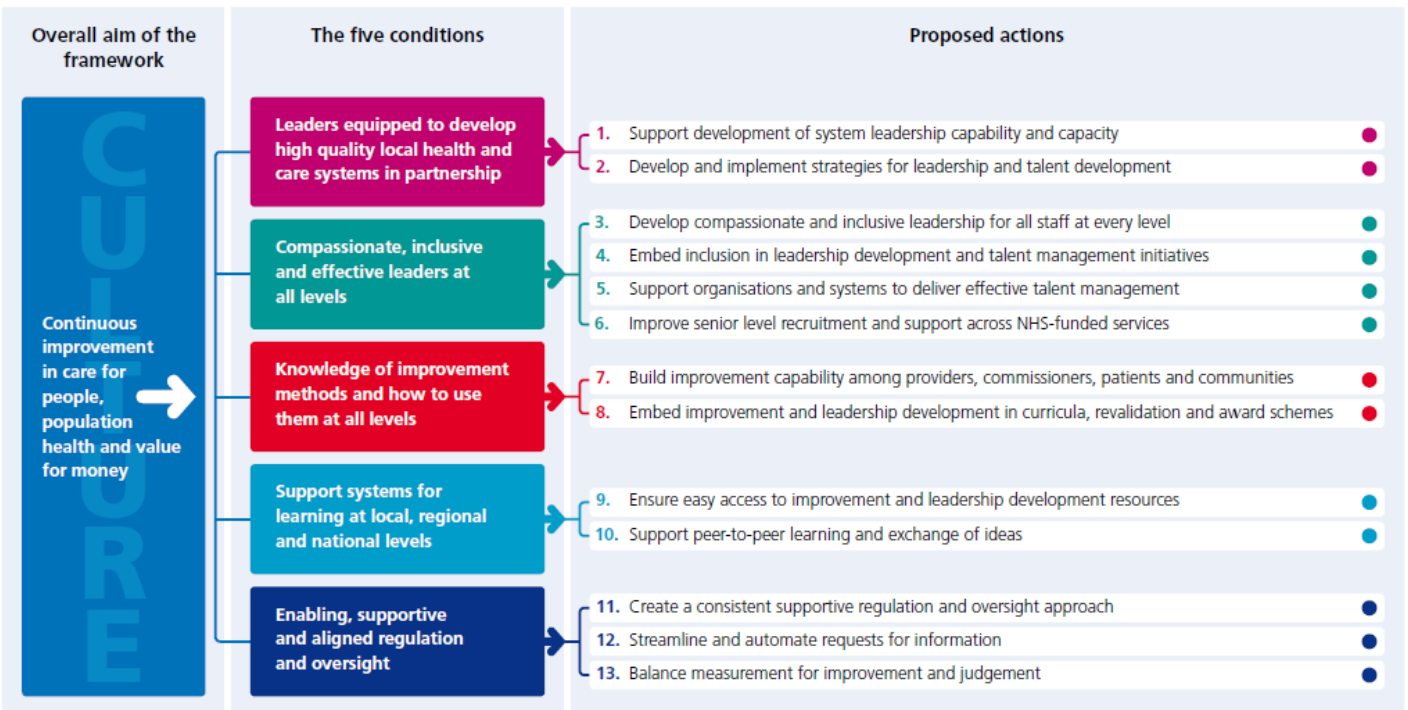 Overall aim of the
framework
The five conditions
Proposed actions
CULTURE
Continuous
improvement
in care for
people,
population
health and value
for money
Leaders equipped to develop
high quality local health and
care systems in partnership
1. Support development of system leadership capability and capacity
2. Develop and implement strategies for leadership and talent development
Compassionate, inclusive
and effective leaders at
all levels
3. Develop compassionate and inclusive leadership for all staff at every level
4. Embed inclusion in leadership development and talent management initiatives
5. Support organisations and systems to deliver effective talent management
6. Improve senior level recruitment and support across NHS-funded services
Knowledge of improvement
methods and how to use
them at all levels
7. Build improvement capability among providers, commissioners, patients and communities
8. Embed improvement and leadership development in curricula, revalidation and award schemes
Support systems for
learning at local, regional
and national levels
9. Ensure easy access to improvement and leadership development resources
10. Support peer-to-peer learning and exchange of ideas
Enabling, supportive
and aligned regulation
and oversight
11. Create a consistent supportive regulation and oversight approach
12. Streamline and automate requests for information
13. Balance measurement for improvement and judgement